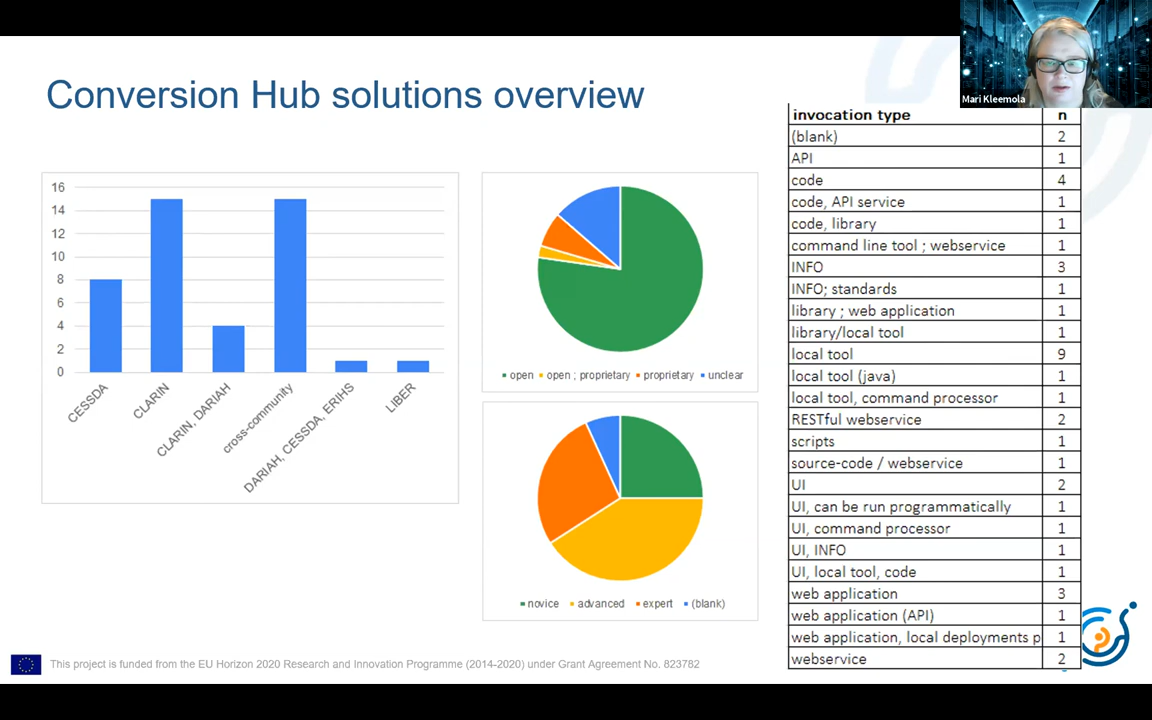 Conversion Hub solutions overview
Mari Kleemola
16
14
12
10
8
6
4
2
0
CESSDA
CLARIN
CLARIN, DARIAH
cross-community
DARIAH, CESSDA, ERIHS
LIBER
open open ; proprietary proprietary unclear
novice advanced expert (blank)
invocation type n
(blank) 2
API 1
code 4
code, API service 1
code, library 1
command line tool ; webservice 1
INFO 3
INFO; standards 1
library ; web application 1
library/local tool 1
local tool 9
local tool (java) 1
local tool, command processor 1
RESTful webservice 2
scripts 1
source-code / webservice 1
UI 2
UI, can be run programmatically 1
UI, command processor 1
UI, INFO 1
UI, local tool, code 1
web application 3
web application (API) 1
web application, local deployments p 1
webservice 2
This project is funded from the EU Horizon 2020 Research and Innovation Programme (2014-2020) under Grant Agreement No. 823782